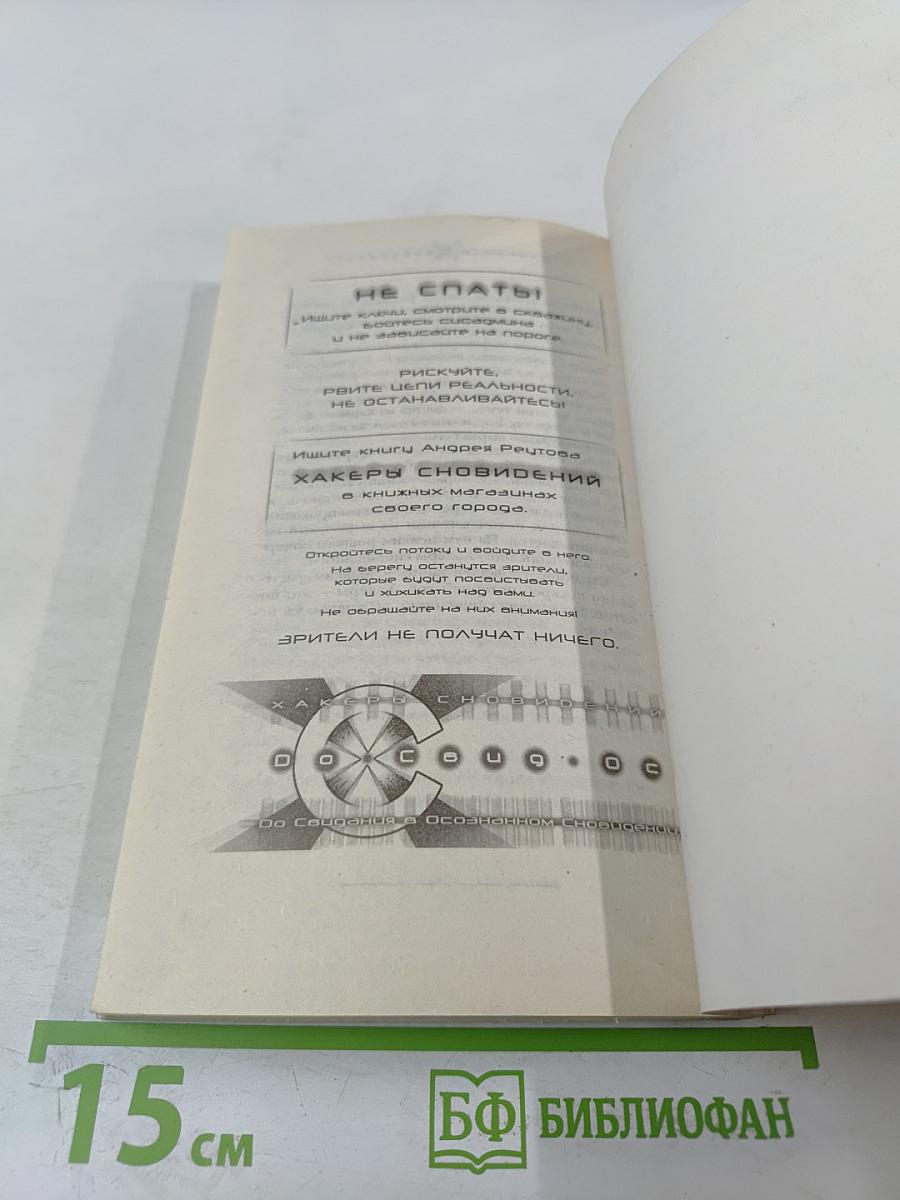 НЕ СПАТЬ!
Ищите ключи, смотрите в скважину,
бойтесь сисадмина
и не зависайте на пороге.
РИСКУЙТЕ,
РВИТЕ ЦЕПИ РЕАЛЬНОСТИ,
НЕ ОСТАНАВЛИВАЙТЕСЬ!
Ищите книгу Андрея Реутова
ХАКЕРЫ СНОВИДЕНИЙ
в книжных магазинах
своего города.
Откройтесь потоку и войдите в него.
На берегу останутся зрители,
которые будут посвистывать
и хихикать над вами.
Не обращайте на них внимания!
ЗРИТЕЛИ НЕ ПОЛУЧАТ НИЧЕГО.
ХАКЕРЫ СНОВИДЕНИЙ
До Свид • Ос
До Свидания в Осознанном Сновидении
15 см
БФ БИБЛИОФАН